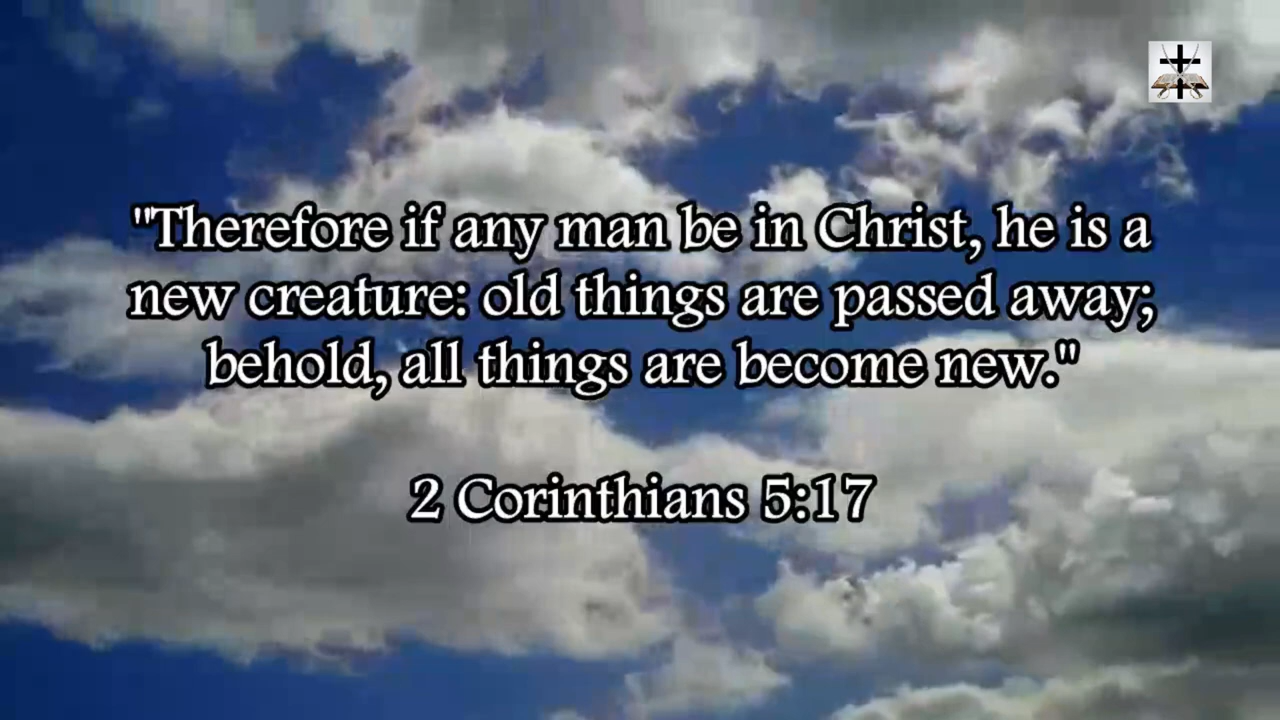 "Therefore if any man be in Christ, he is a
new creature: old things are passed away;
behold, all things are become new."
2 Corinthians 5:17